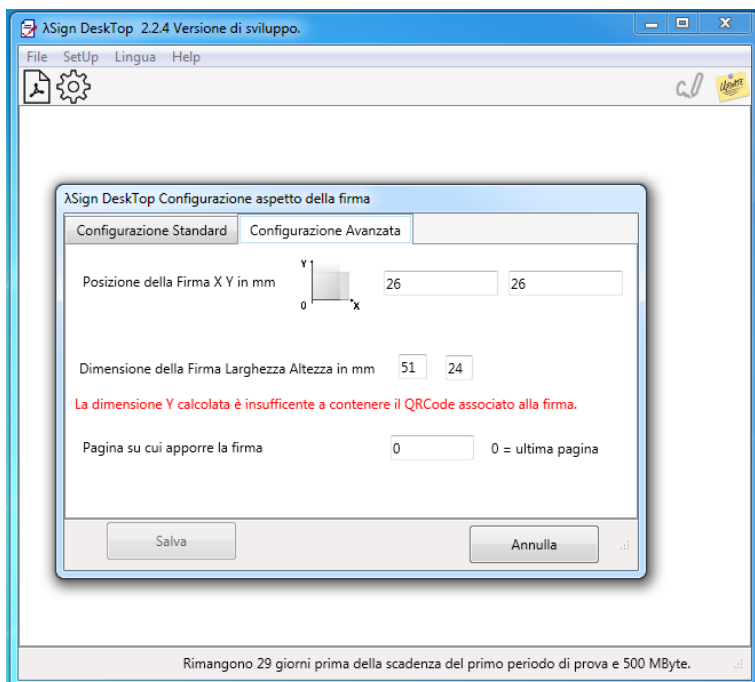 λSign DeskTop 2.2.4 Versione di sviluppo.
File SetUp Lingua Help
Update
λSign DeskTop Configurazione aspetto della firma
Configurazione Standard Configurazione Avanzata
Posizione della Firma X Y in mm Y 0 X 26 26
Dimensione della Firma Larghezza Altezza in mm 51 24
La dimensione Y calcolata è insufficente a contenere il QRCode associato alla firma.
Pagina su cui apporre la firma 0 0 = ultima pagina
Salva Annulla
Rimangono 29 giorni prima della scadenza del primo periodo di prova e 500 MByte.